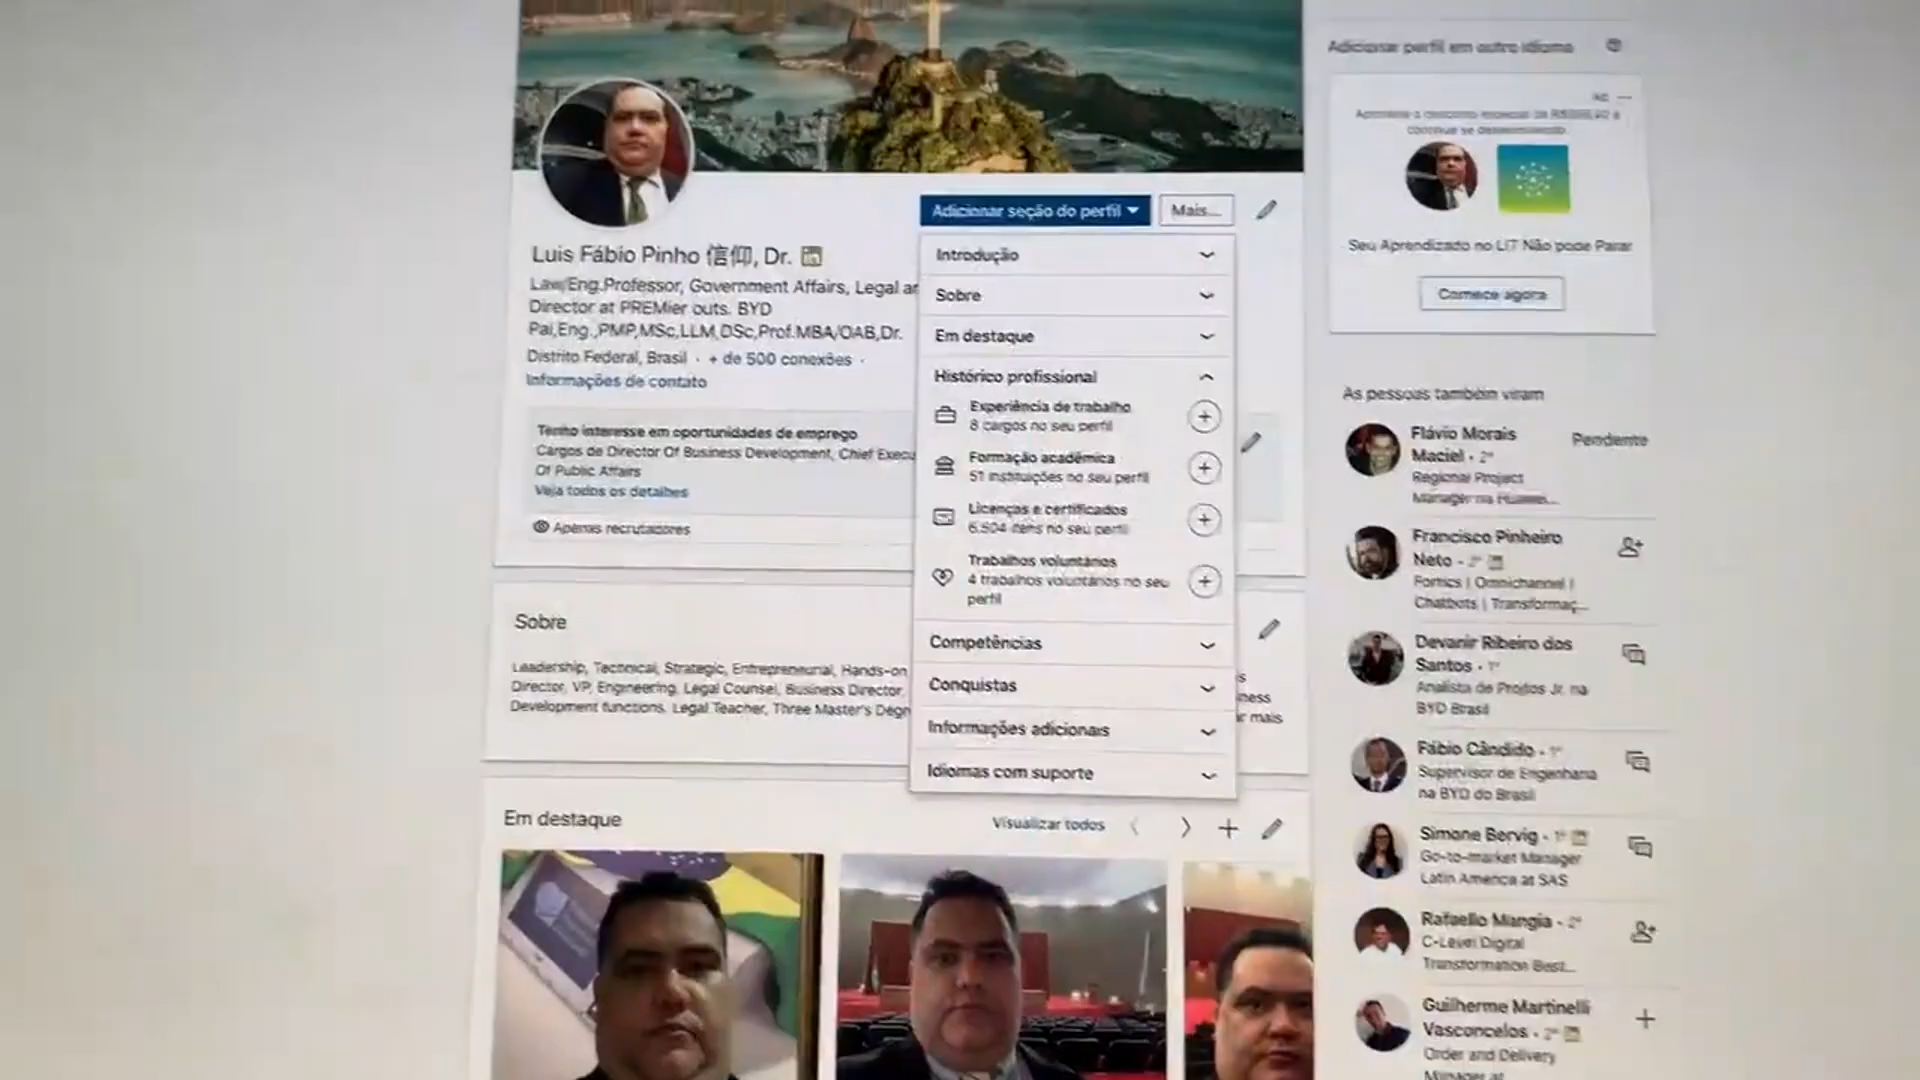 Luis Fábio Pinho 信仰, Dr.
Law/Eng.Professor, Government Affairs, Legal ar
Director at PREMier outs. BYD
Pai,Eng.,PMP,MSc,LLM,DSc,Prof.MBA/OAB,Dr.
Distrito Federal, Brasil · + de 500 conexões ·
Informações de contato
Tenho interesse em oportunidades de emprego
Cargos de Director Of Business Development, Chief Execu
Of Public Affairs
Veja todos os detalhes
Apenas recrutadores
Adicionar seção do perfil
Mais...
Introdução
Sobre
Em destaque
Histórico profissional
Experiência de trabalho
8 cargos no seu perfil
Formação acadêmica
51 instituições no seu perfil
Licenças e certificados
6.504 itens no seu perfil
Trabalhos voluntários
4 trabalhos voluntários no seu
perfil
Competências
Conquistas
Informações adicionais
Idiomas com suporte
Sobre
Leadership, Technical, Strategic, Entrepreneurial, Hands-on
Director, VP, Engineering, Legal Counsel, Business Director,
Development functions. Legal Teacher, Three Master's Degr
s
ness
r mais
Em destaque
Visualizar todos
Adicionar perfil em outro idioma
Seu Aprendizado no LIT Não pode Parar
Comece agora
As pessoas também viram
Flávio Morais
Maciel · 2º
Pendente
Regional Project
Manager na Huawei...
Francisco Pinheiro
Neto · 2º
Fortics | Omnichannel |
Chatbots | Transformaç...
Devanir Ribeiro dos
Santos · 1º
Analista de Projtos Jr. na
BYD Brasil
Fábio Cândido · 1º
Supervisor de Engenharia
na BYD do Brasil
Simone Bervig · 1º
Go-to-market Manager
Latin America at SAS
Rafaello Mangia · 2º
C-Level Digital
Transformation Best...
Guilherme Martinelli
Vasconcelos · 2º
Order and Delivery
Manager at